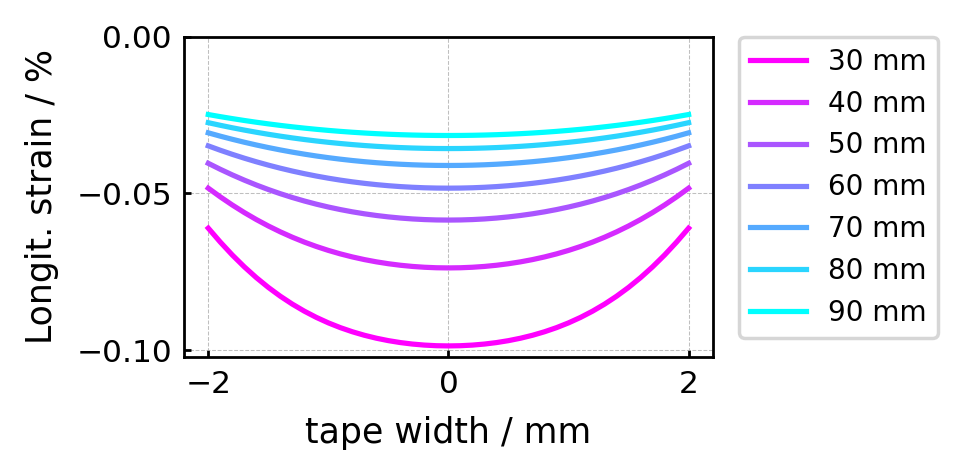 Longit. strain / %
0.00
−0.05
−0.10
−2
0
2
tape width / mm
30 mm
40 mm
50 mm
60 mm
70 mm
80 mm
90 mm